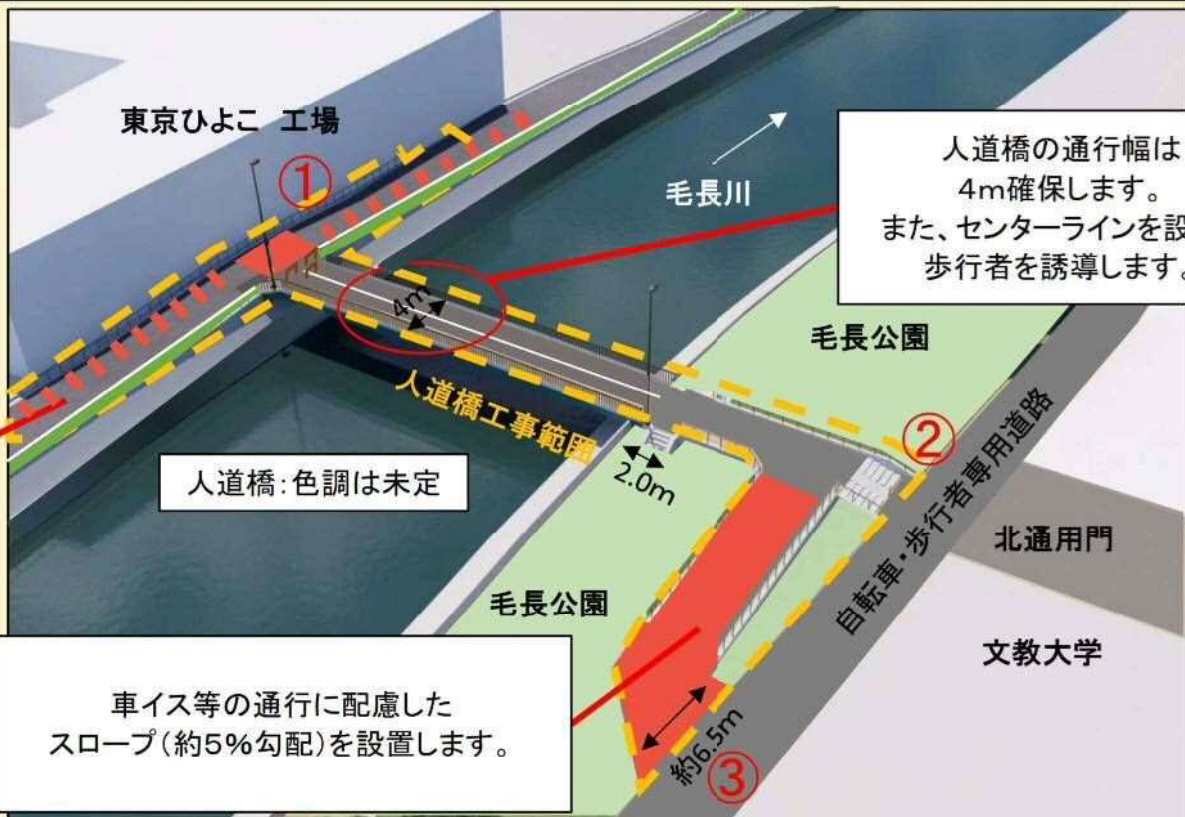 東京ひよこ 工場
①
毛長川
人道橋の通行幅は
4m確保します。
また、センターラインを設
歩行者を誘導します。
4m
毛長公園
人道橋工事範囲
②
2.0m
人道橋:色調は未定
自転車・歩行者専用道路
北通用門
毛長公園
文教大学
車イス等の通行に配慮した
スロープ(約5%勾配)を設置します。
約6.5m
③